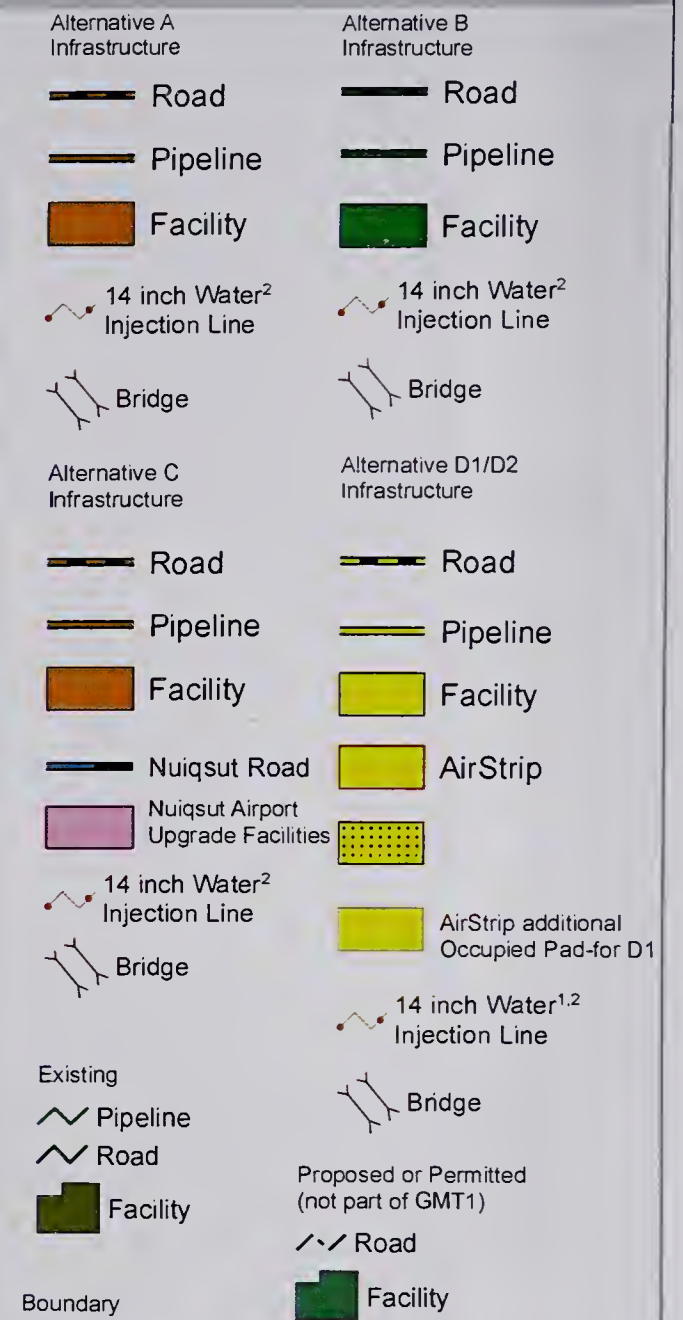 Alternative A
Infrastructure
Road
Pipeline
Facility
14 inch Water²
Injection Line
Bridge
Alternative B
Infrastructure
Road
Pipeline
Facility
14 inch Water²
Injection Line
Bridge
Alternative C
Infrastructure
Road
Pipeline
Facility
Nuiqsut Road
Nuiqsut Airport
Upgrade Facilities
14 inch Water²
Injection Line
Bridge
Alternative D1/D2
Infrastructure
Road
Pipeline
Facility
AirStrip
AirStrip additional
Occupied Pad-for D1
14 inch Water¹,²
Injection Line
Bridge
Existing
Pipeline
Road
Facility
Proposed or Permitted
(not part of GMT1)
Road
Facility
Boundary